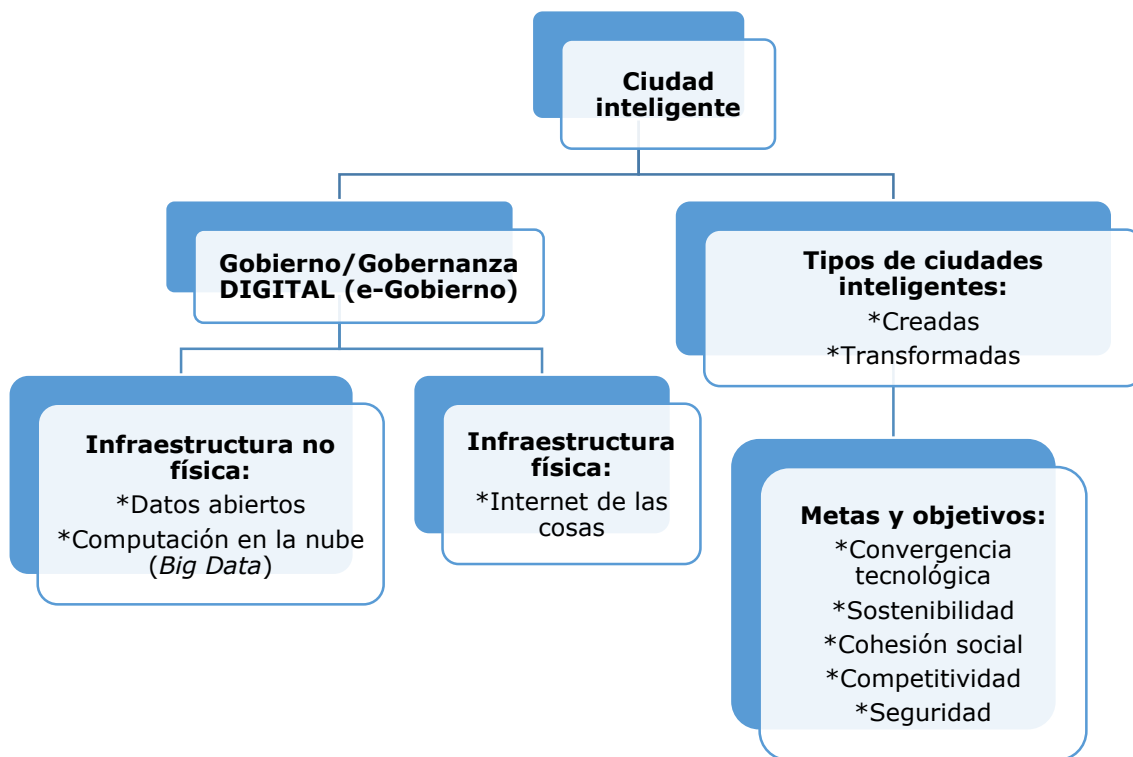 Ciudad
inteligente
Gobierno/Gobernanza
DIGITAL (e-Gobierno)
Tipos de ciudades
inteligentes:
*Creadas
*Transformadas
Infraestructura no
física:
*Datos abiertos
*Computación en la nube
(Big Data)
Infraestructura
física:
*Internet de las
cosas
Metas y objetivos:
*Convergencia
tecnológica
*Sostenibilidad
*Cohesión social
*Competitividad
*Seguridad